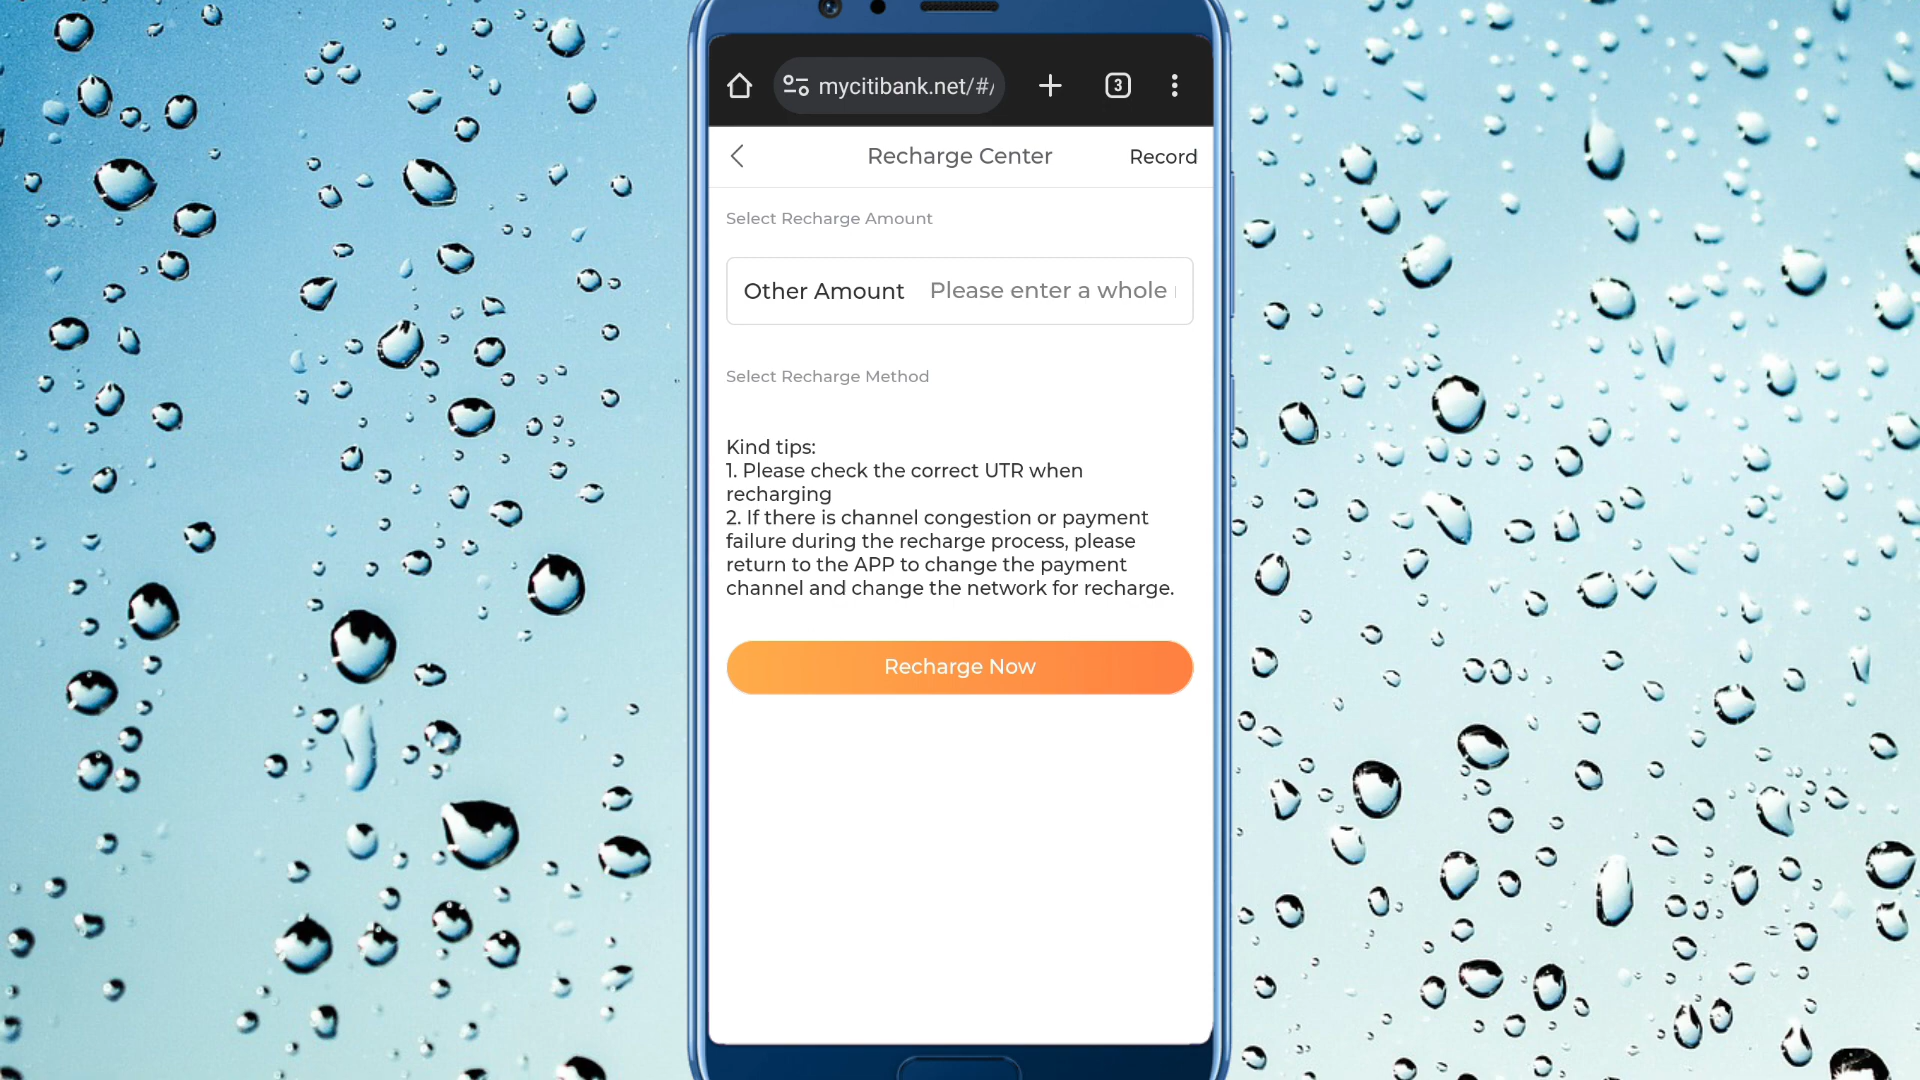 mycitibank.net/#/
3
Recharge Center
Record
Select Recharge Amount
Other Amount Please enter a whole
Select Recharge Method
Kind tips:
1. Please check the correct UTR when
recharging
2. If there is channel congestion or payment
failure during the recharge process, please
return to the APP to change the payment
channel and change the network for recharge.
Recharge Now